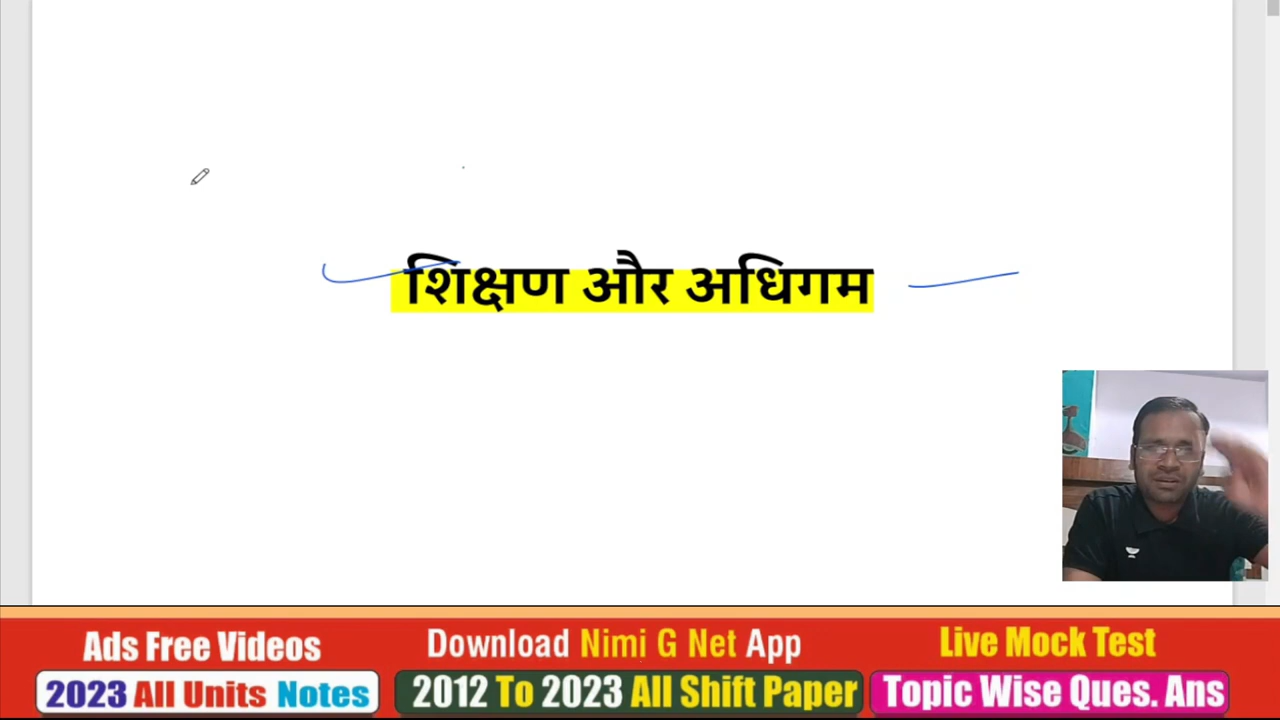 शिक्षण और अधिगम
Ads Free Videos
Download Nimi G Net App
Live Mock Test
2023 All Units Notes
2012 To 2023 All Shift Paper
Topic Wise Ques. Ans